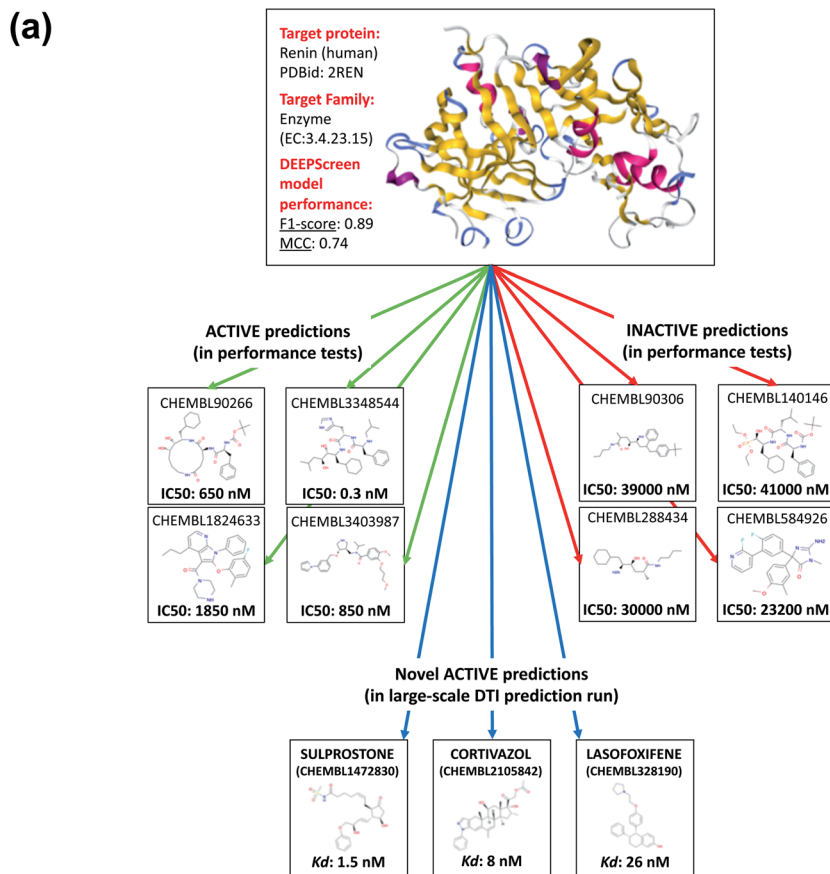 (a)
Target protein:
Renin (human)
PDBid: 2REN
Target Family:
Enzyme
(EC:3.4.23.15)
DEEPScreen
model
performance:
F1-score: 0.89
MCC: 0.74
ACTIVE predictions
(in performance tests)
INACTIVE predictions
(in performance tests)
CHEMBL90266
IC50: 650 nM
CHEMBL3348544
IC50: 0.3 nM
CHEMBL90306
IC50: 39000 nM
CHEMBL140146
IC50: 41000 nM
CHEMBL1824633
IC50: 1850 nM
CHEMBL3403987
IC50: 850 nM
CHEMBL288434
IC50: 30000 nM
CHEMBL584926
IC50: 23200 nM
Novel ACTIVE predictions
(in large-scale DTI prediction run)
SULPROSTONE
(CHEMBL1472830)
Kd: 1.5 nM
CORTIVAZOL
(CHEMBL2105842)
Kd: 8 nM
LASOFOXIFENE
(CHEMBL328190)
Kd: 26 nM